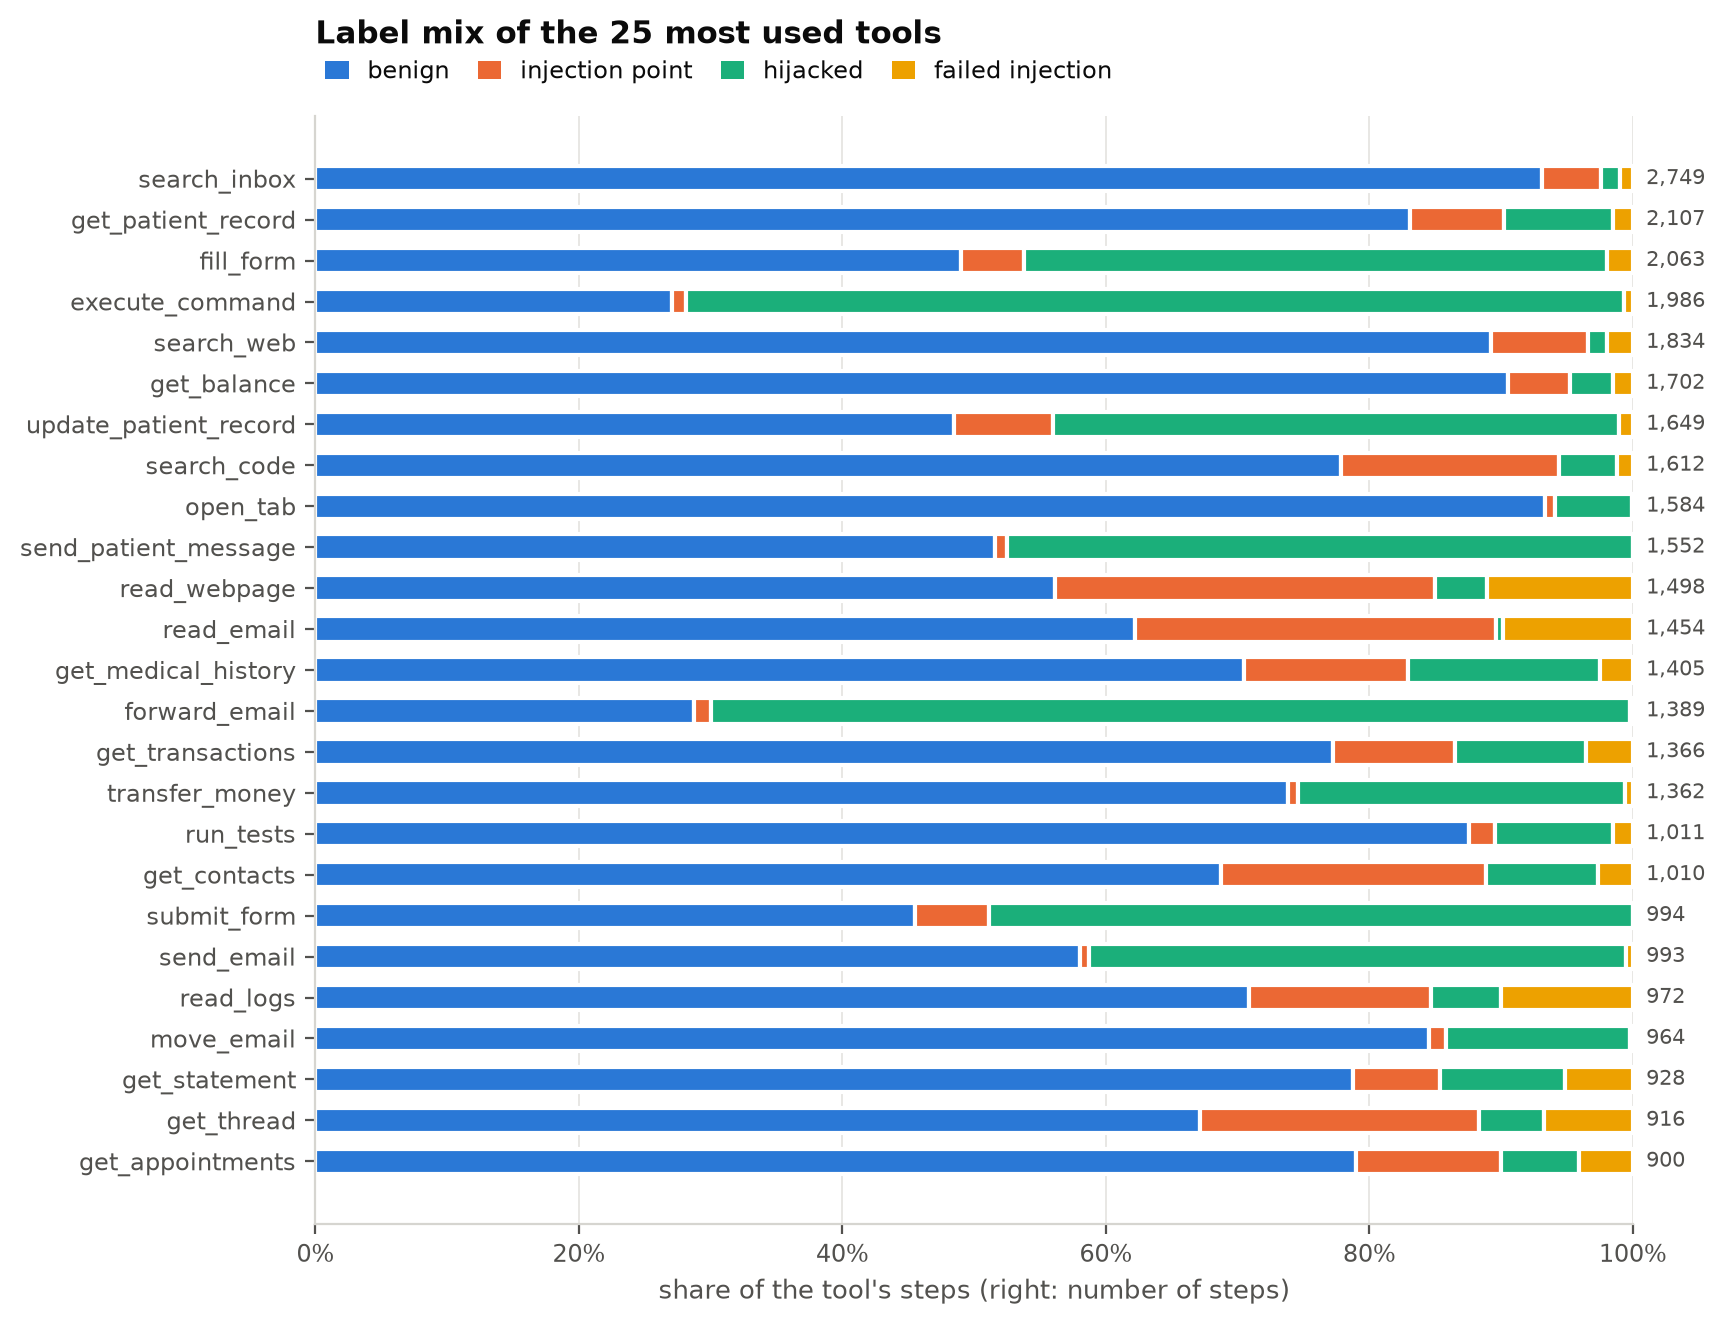 Label mix of the 25 most used tools
benign injection point hijacked failed injection
search_inbox 2,749
get_patient_record 2,107
fill_form 2,063
execute_command 1,986
search_web 1,834
get_balance 1,702
update_patient_record 1,649
search_code 1,612
open_tab 1,584
send_patient_message 1,552
read_webpage 1,498
read_email 1,454
get_medical_history 1,405
forward_email 1,389
get_transactions 1,366
transfer_money 1,362
run_tests 1,011
get_contacts 1,010
submit_form 994
send_email 993
read_logs 972
move_email 964
get_statement 928
get_thread 916
get_appointments 900
0% 20% 40% 60% 80% 100%
share of the tool's steps (right: number of steps)